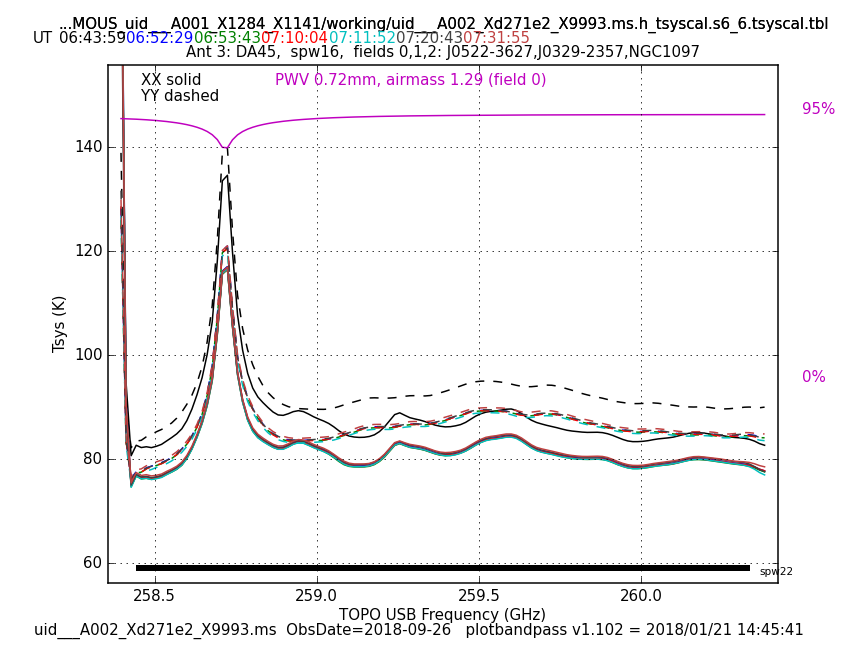 ...MOUS_uid___A001_X1284_X1141/working/uid___A002_Xd271e2_X9993.ms.h_tsyscal.s6_6.tsyscal.tbl
UT 06:43:59 06:52:29 06:53:43 07:10:04 07:11:52 07:20:43 07:31:55
Ant 3: DA45, spw16, fields 0,1,2: J0522-3627,J0329-2357,NGC1097
XX solid
YY dashed
PWV 0.72mm, airmass 1.29 (field 0)
95%
0%
140
120
100
80
60
Tsys (K)
spw22
258.5 259.0 259.5 260.0
TOPO USB Frequency (GHz)
uid___A002_Xd271e2_X9993.ms ObsDate=2018-09-26 plotbandpass v1.102 = 2018/01/21 14:45:41